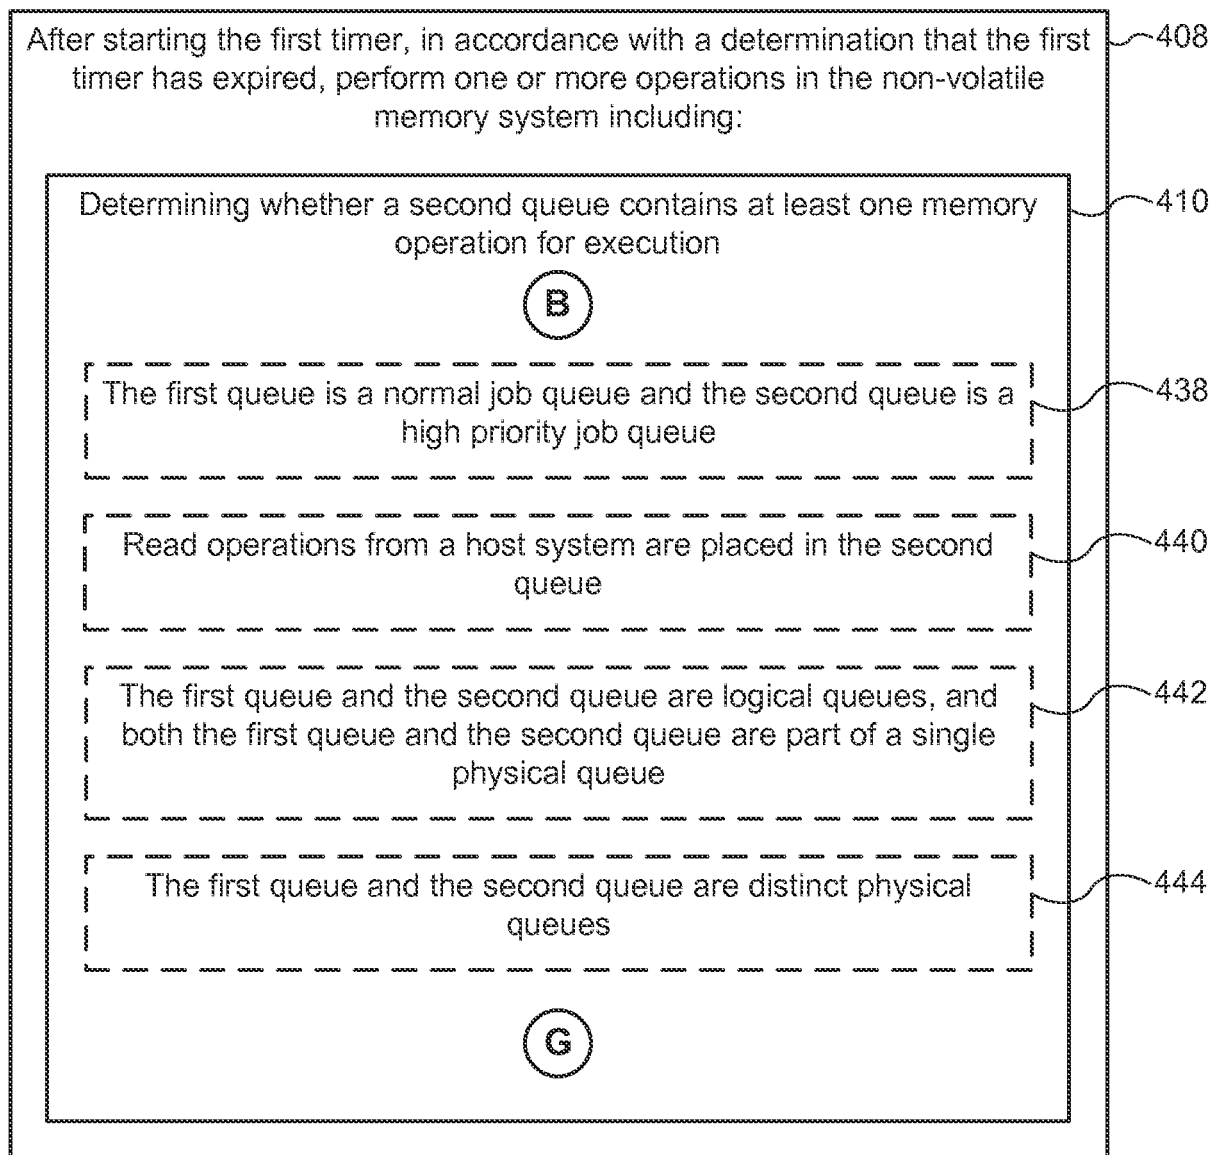 After starting the first timer, in accordance with a determination that the first
timer has expired, perform one or more operations in the non-volatile
memory system including:
408
Determining whether a second queue contains at least one memory
operation for execution
410
B
The first queue is a normal job queue and the second queue is a
high priority job queue
438
Read operations from a host system are placed in the second
queue
440
The first queue and the second queue are logical queues, and
both the first queue and the second queue are part of a single
physical queue
442
The first queue and the second queue are distinct physical
queues
444
G